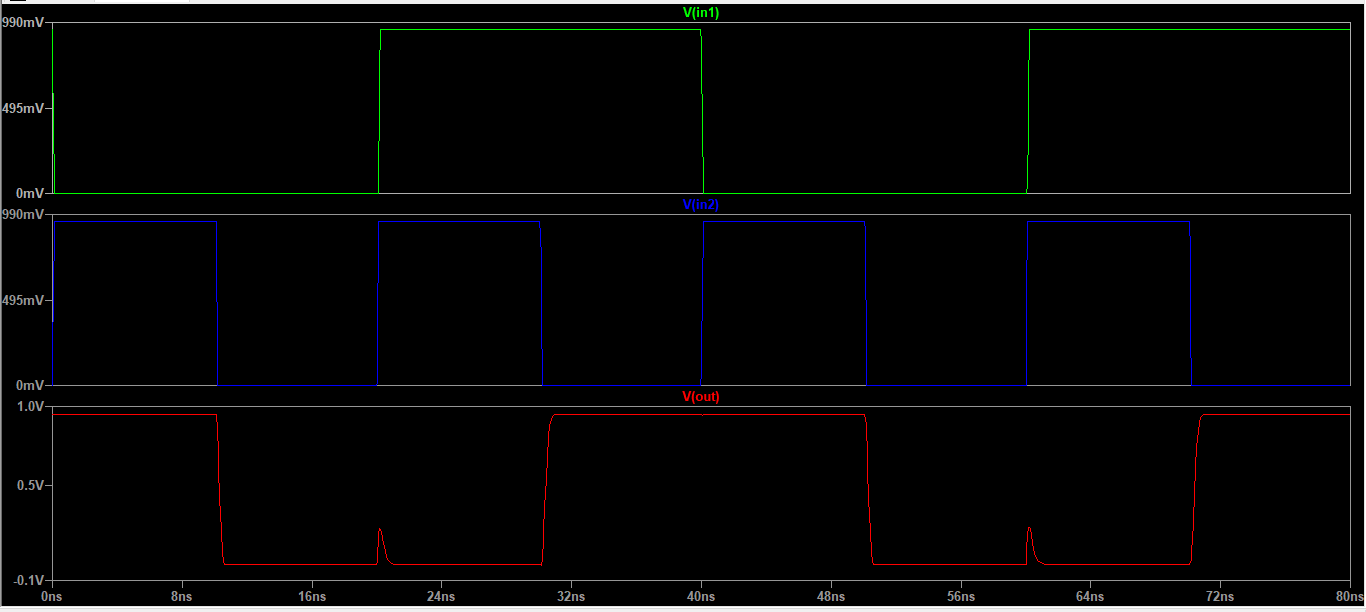 V(in1)
990mV
495mV
0mV
V(in2)
990mV
495mV
0mV
V(out)
1.0V
0.5V
-0.1V
0ns 8ns 16ns 24ns 32ns 40ns 48ns 56ns 64ns 72ns 80ns